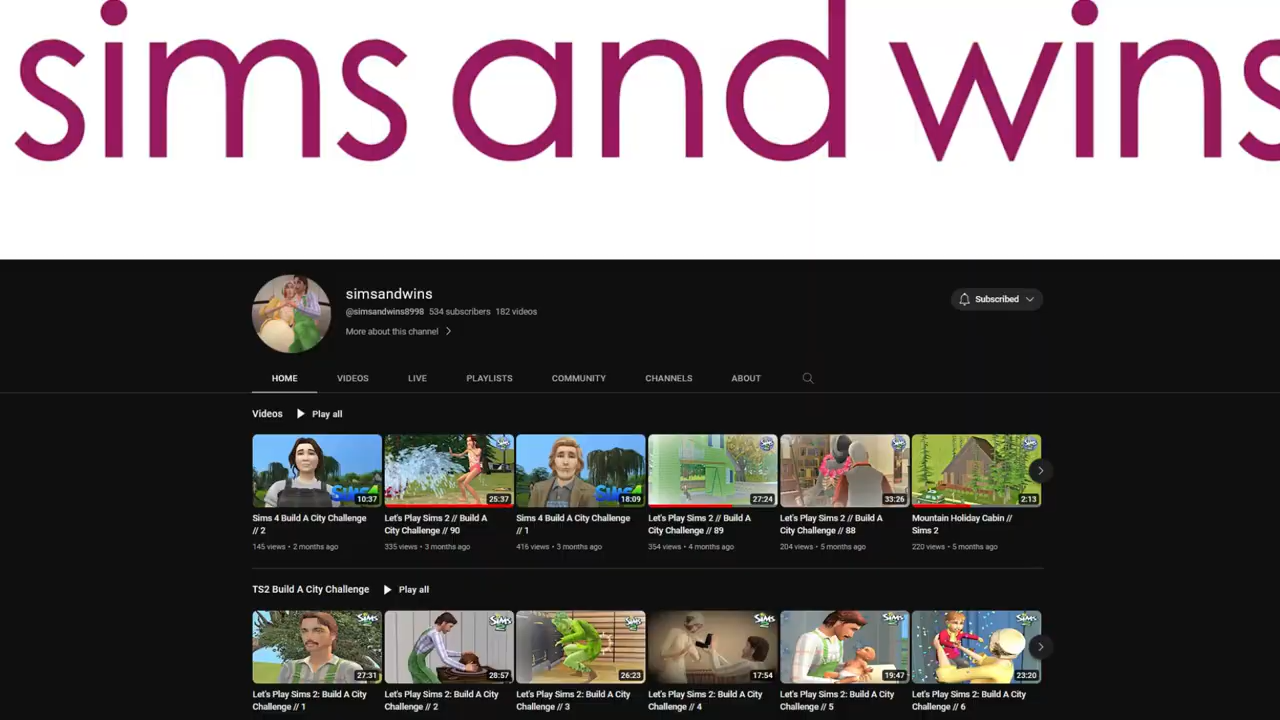 sims and wins
simsandwins
@simsandwins8998 534 subscribers 182 videos
More about this channel
Subscribed
HOME VIDEOS LIVE PLAYLISTS COMMUNITY CHANNELS ABOUT
Videos Play all
10:37 25:37 18:09 27:24 33:26 2:13
Sims 4 Build A City Challenge
// 2
145 views • 2 months ago
Let's Play Sims 2 // Build A
City Challenge // 90
335 views • 3 months ago
Sims 4 Build A City Challenge
// 1
416 views • 3 months ago
Let's Play Sims 2 // Build A
City Challenge // 89
354 views • 4 months ago
Let's Play Sims 2 // Build A
City Challenge // 88
204 views • 5 months ago
Mountain Holiday Cabin //
Sims 2
220 views • 5 months ago
TS2 Build A City Challenge Play all
27:31 28:57 26:23 17:54 19:47 23:20
Let's Play Sims 2: Build A City
Challenge // 1
Let's Play Sims 2: Build A City
Challenge // 2
Let's Play Sims 2: Build A City
Challenge // 3
Let's Play Sims 2: Build A City
Challenge // 4
Let's Play Sims 2: Build A City
Challenge // 5
Let's Play Sims 2: Build A City
Challenge // 6